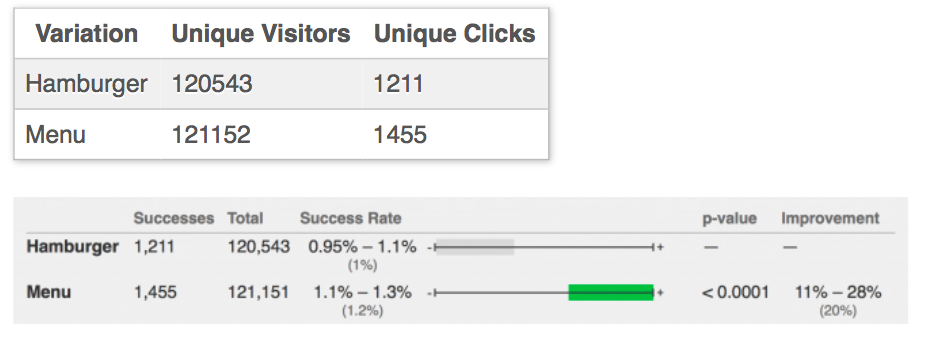 Variation Unique Visitors Unique Clicks
Hamburger 120543 1211
Menu 121152 1455
Successes Total Success Rate p-value Improvement
Hamburger 1,211 120,543 0.95% – 1.1% - + — —
(1%)
Menu 1,455 121,151 1.1% – 1.3% - + < 0.0001 11% – 28%
(1.2%) (20%)